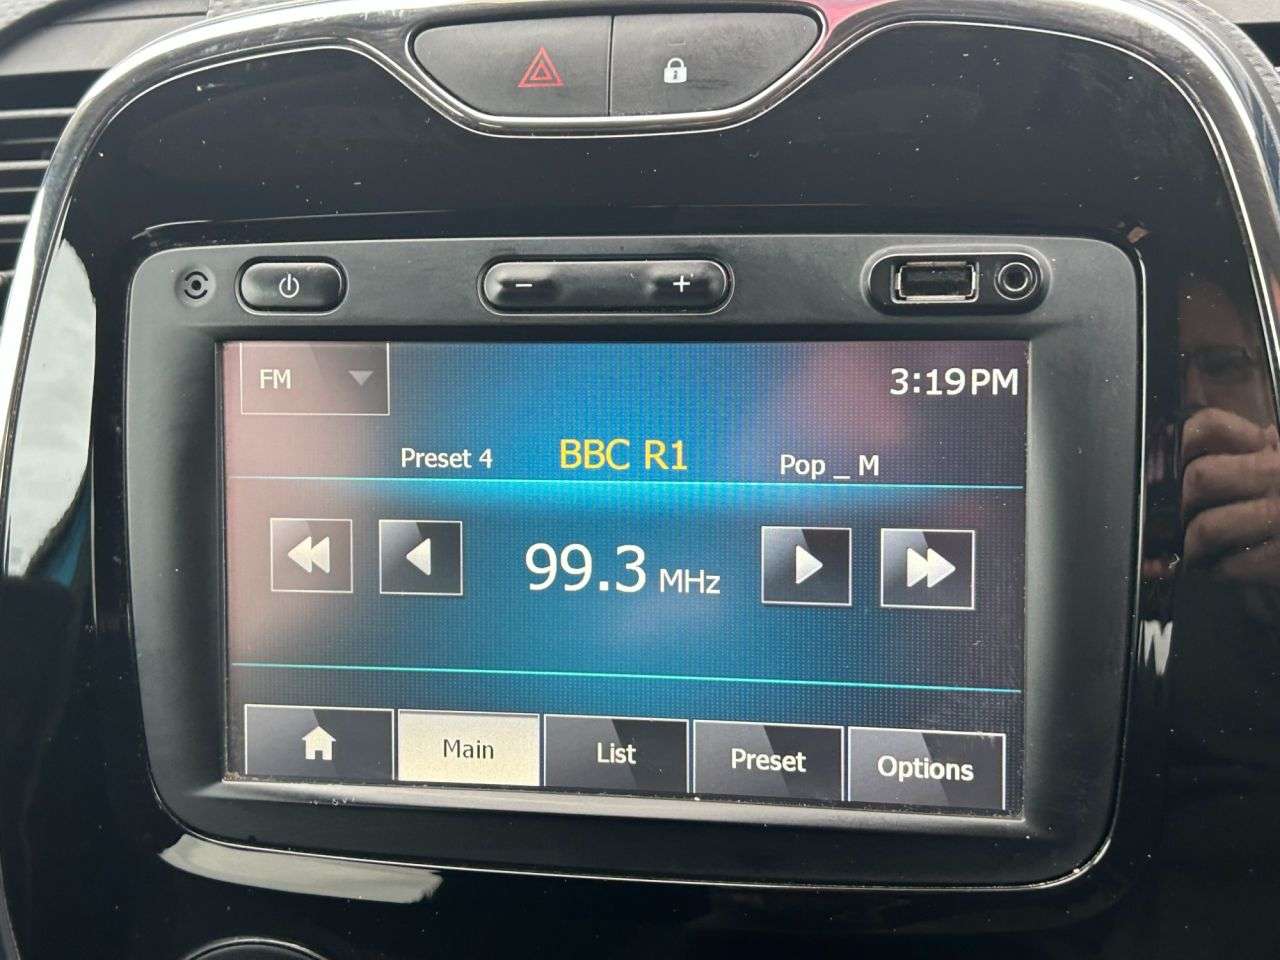 FM
3:19PM
Preset 4
BBC R1
Pop _ M
99.3 MHz
Main
List
Preset
Options